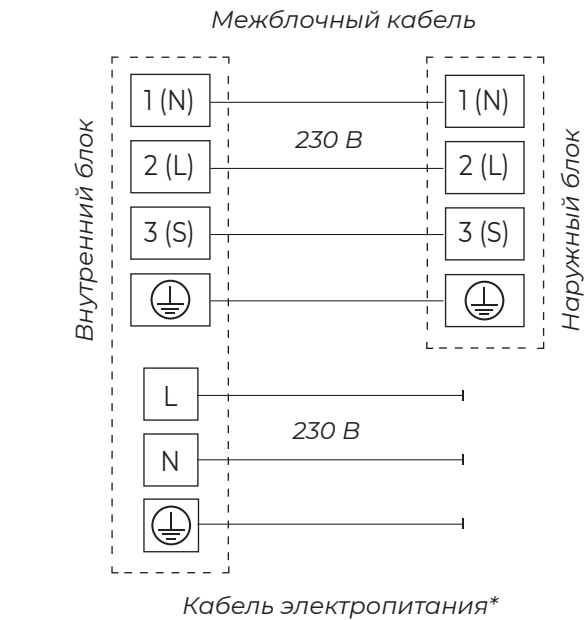 Межблочный кабель
Внутренний блок
Наружный блок
1 (N)
1 (N)
230 В
2 (L)
2 (L)
3 (S)
3 (S)
L
230 В
N
Кабель электропитания*